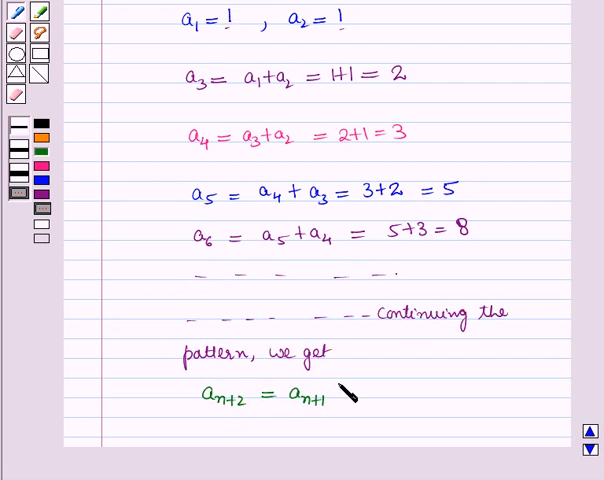 a₁ = 1 , a₂ = 1
a₃ = a₁+a₂ = 1+1 = 2
a₄ = a₃+a₂ = 2+1 = 3
a₅ = a₄ + a₃ = 3+2 = 5
a₆ = a₅ + a₄ = 5+3 = 8
_ _ _ _ _ .
_ _ _ _ _ _ _ continuing the
pattern, we get
aₙ₊₂ = aₙ₊₁